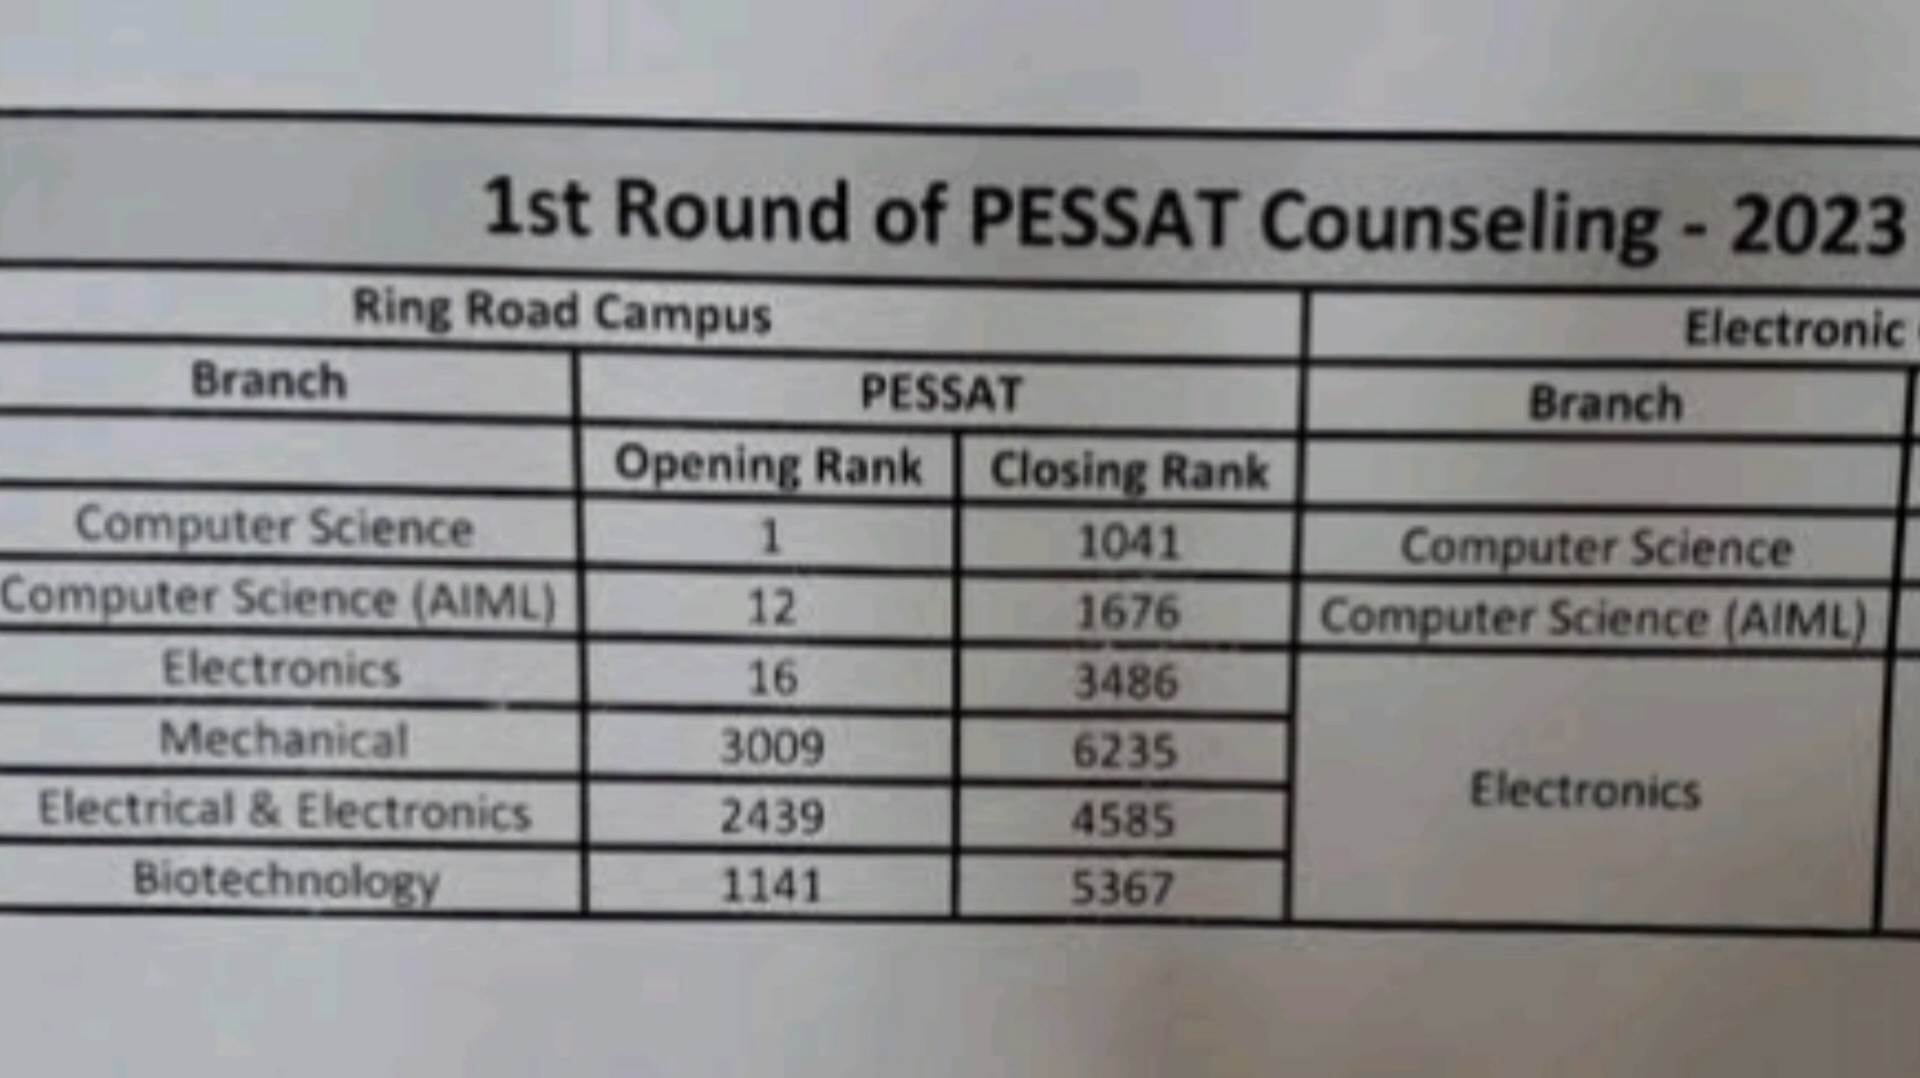 1st Round of PESSAT Counseling - 2023
Ring Road Campus Electronic
Branch PESSAT Branch
Opening Rank Closing Rank
Computer Science 1 1041 Computer Science
Computer Science (AIML) 12 1676 Computer Science (AIML)
Electronics 16 3486
Mechanical 3009 6235
Electrical & Electronics 2439 4585 Electronics
Biotechnology 1141 5367